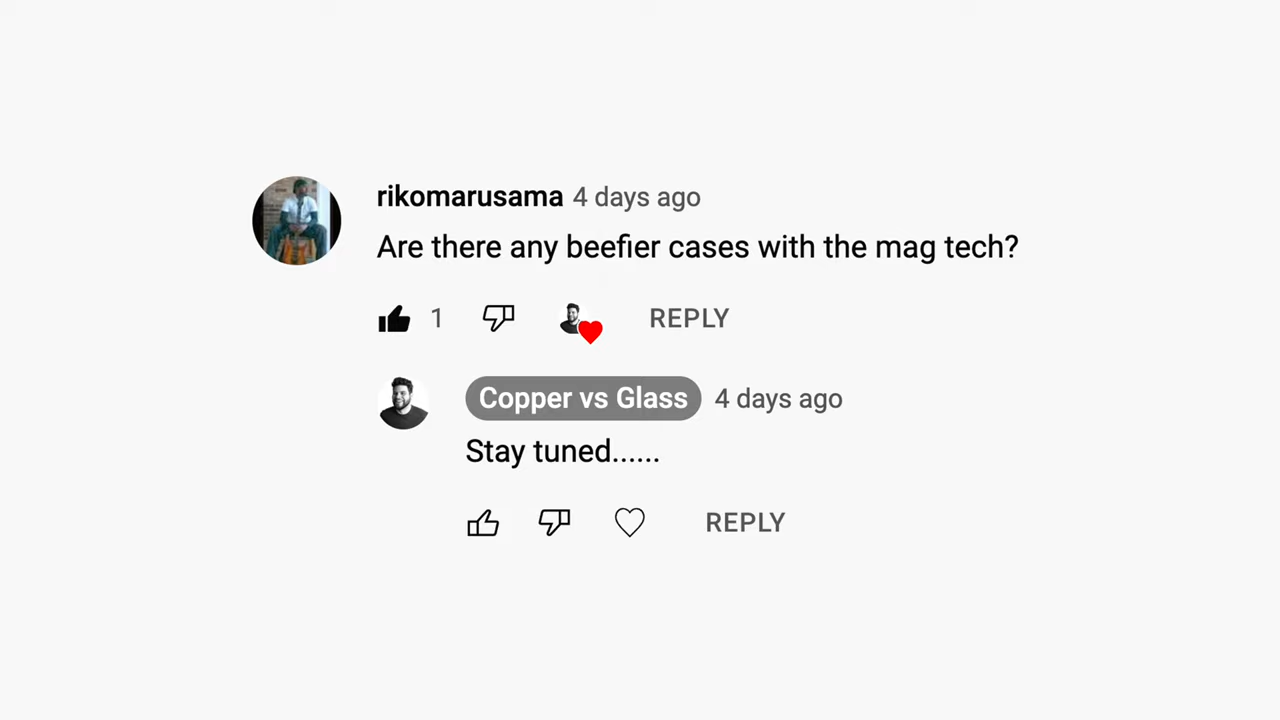 rikomarusama 4 days ago
Are there any beefier cases with the mag tech?
1 REPLY
Copper vs Glass 4 days ago
Stay tuned......
REPLY